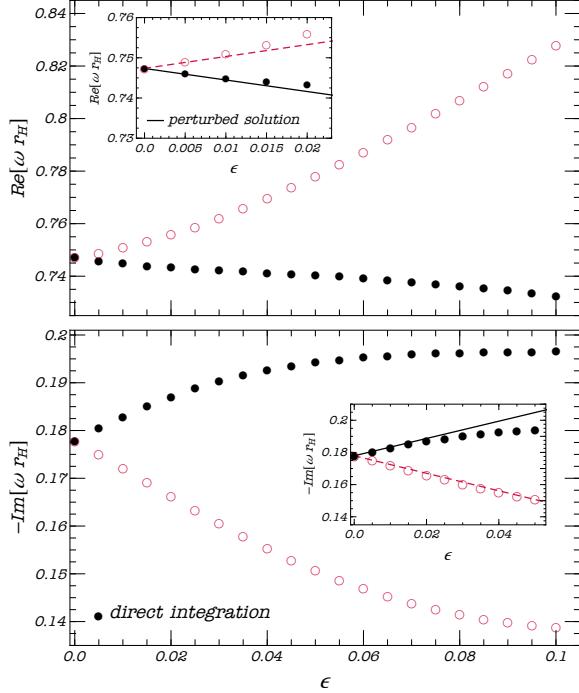 0.84
0.82
0.8
0.78
0.76
0.74
Re[ω r_H]
0.76
0.75
0.74
0.73
Re[ω r_H]
perturbed solution
0.0 0.005 0.01 0.015 0.02
ϵ
0.2
0.19
0.18
0.17
0.16
0.15
0.14
−Im[ω r_H]
0.2
0.18
0.16
0.14
−Im[ω r_H]
0.0 0.02 0.04
ϵ
direct integration
0.0 0.02 0.04 0.06 0.08 0.1
ϵ